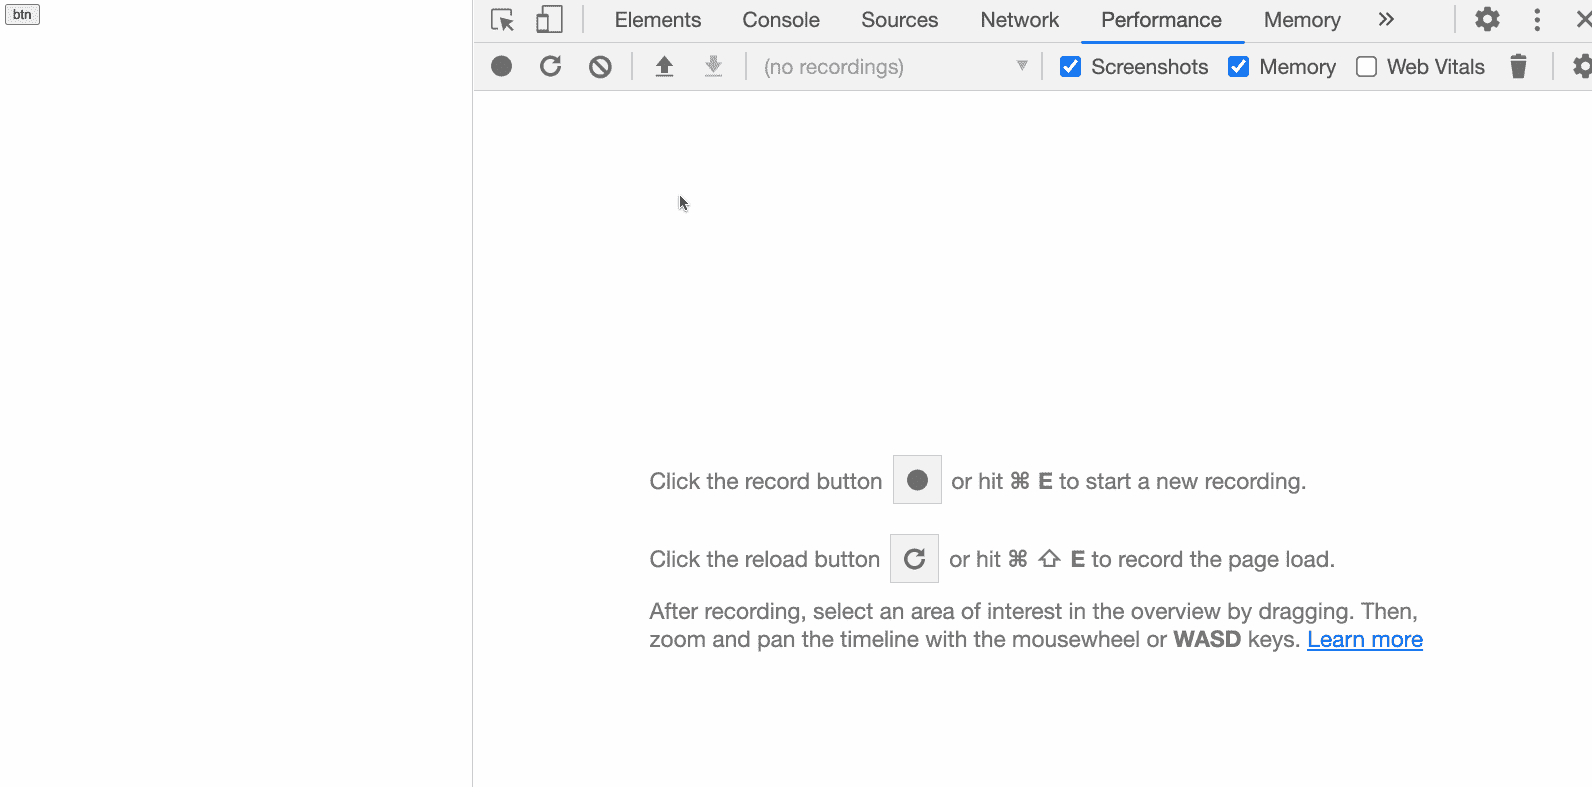 btn
Elements Console Sources Network Performance Memory »
(no recordings) Screenshots Memory Web Vitals
Click the record button or hit ⌘ E to start a new recording.
Click the reload button or hit ⌘ ⇧ E to record the page load.
After recording, select an area of interest in the overview by dragging. Then,
zoom and pan the timeline with the mousewheel or WASD keys. Learn more